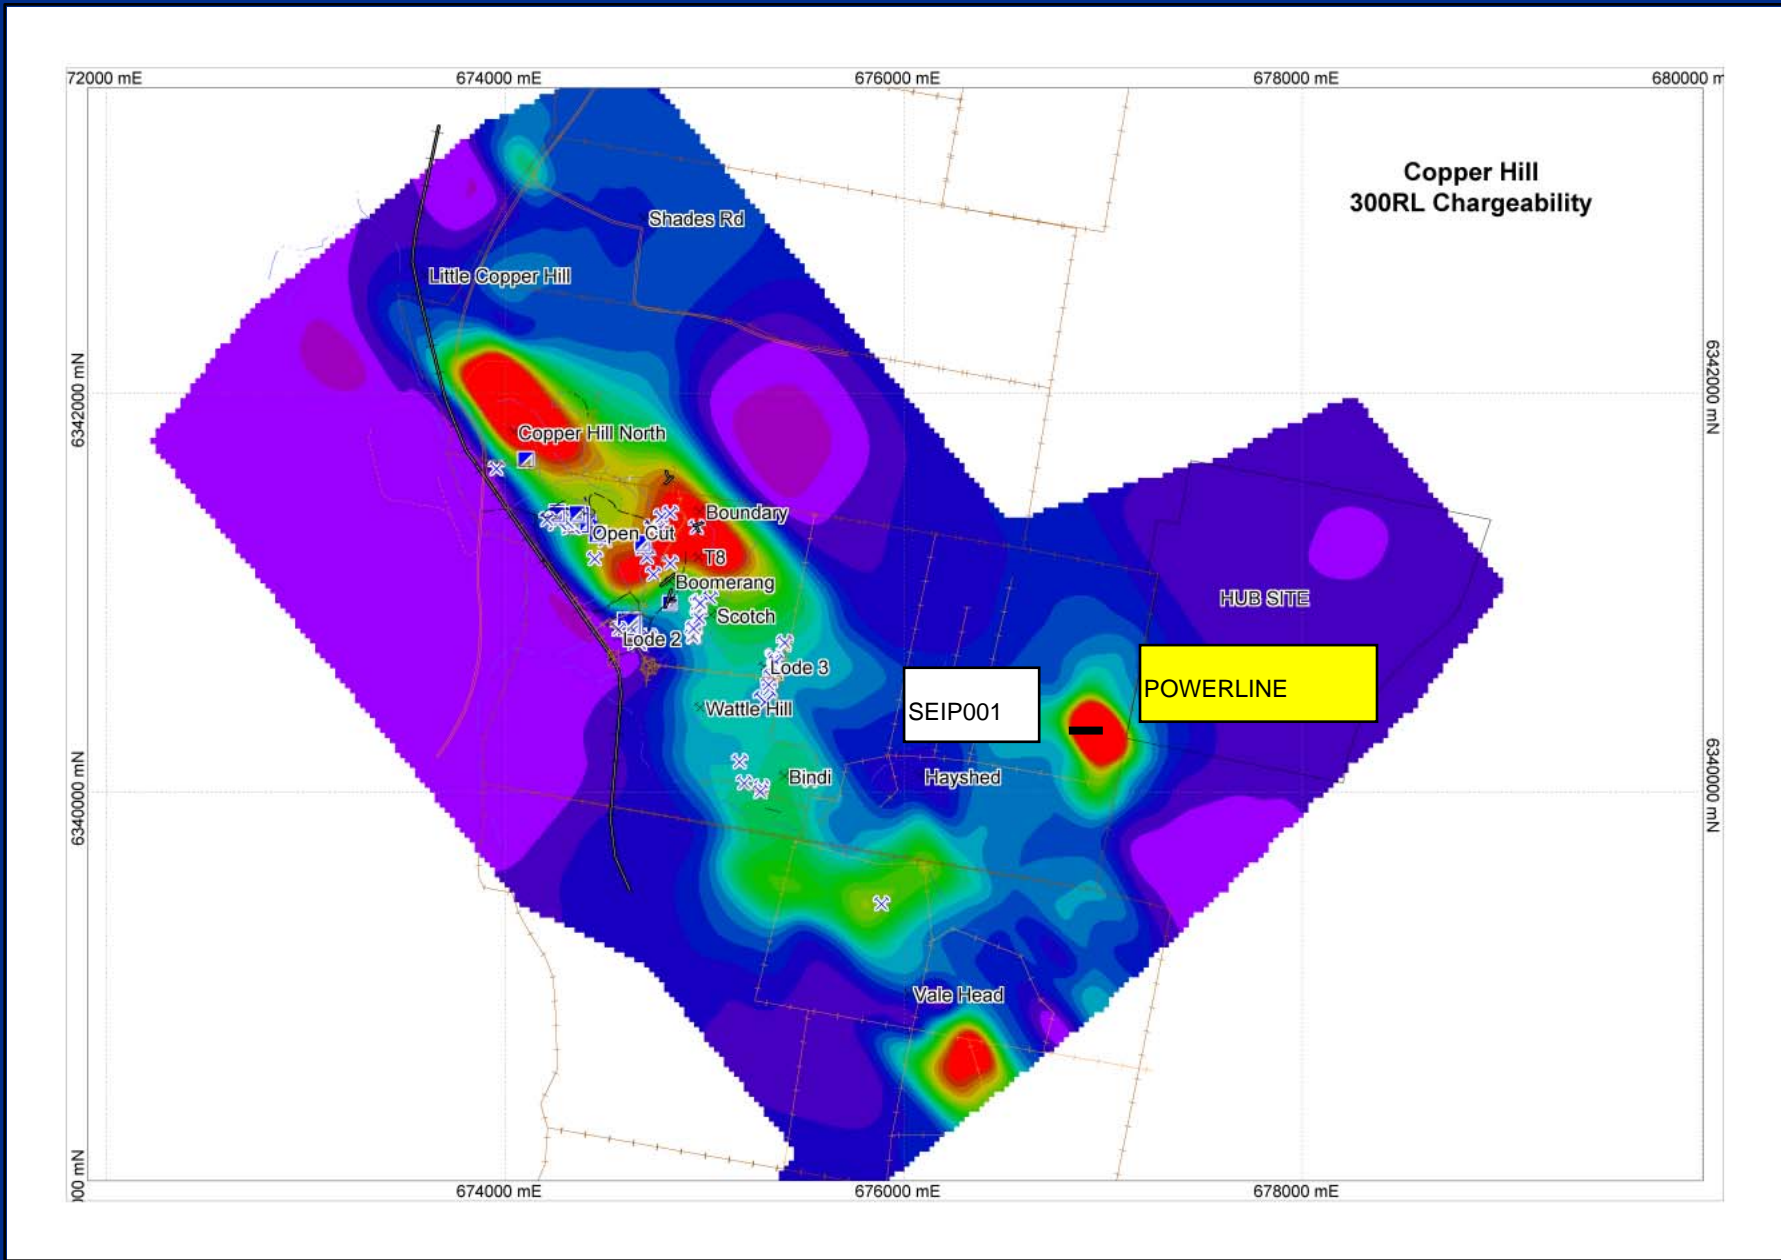 72000 mE
674000 mE
676000 mE
678000 mE
680000 m
Copper Hill
300RL Chargeability
Shades Rd
Little Copper Hill
6342000 mN
6342000 mN
Copper Hill North
Boundary
Open Cut
T8
Boomerang
HUB SITE
Scotch
Lode 2
Lode 3
POWERLINE
SEIP001
Wattle Hill
Bindi
Hayshed
6340000 mN
6340000 mN
Vale Head
000 mN
674000 mE
676000 mE
678000 mE